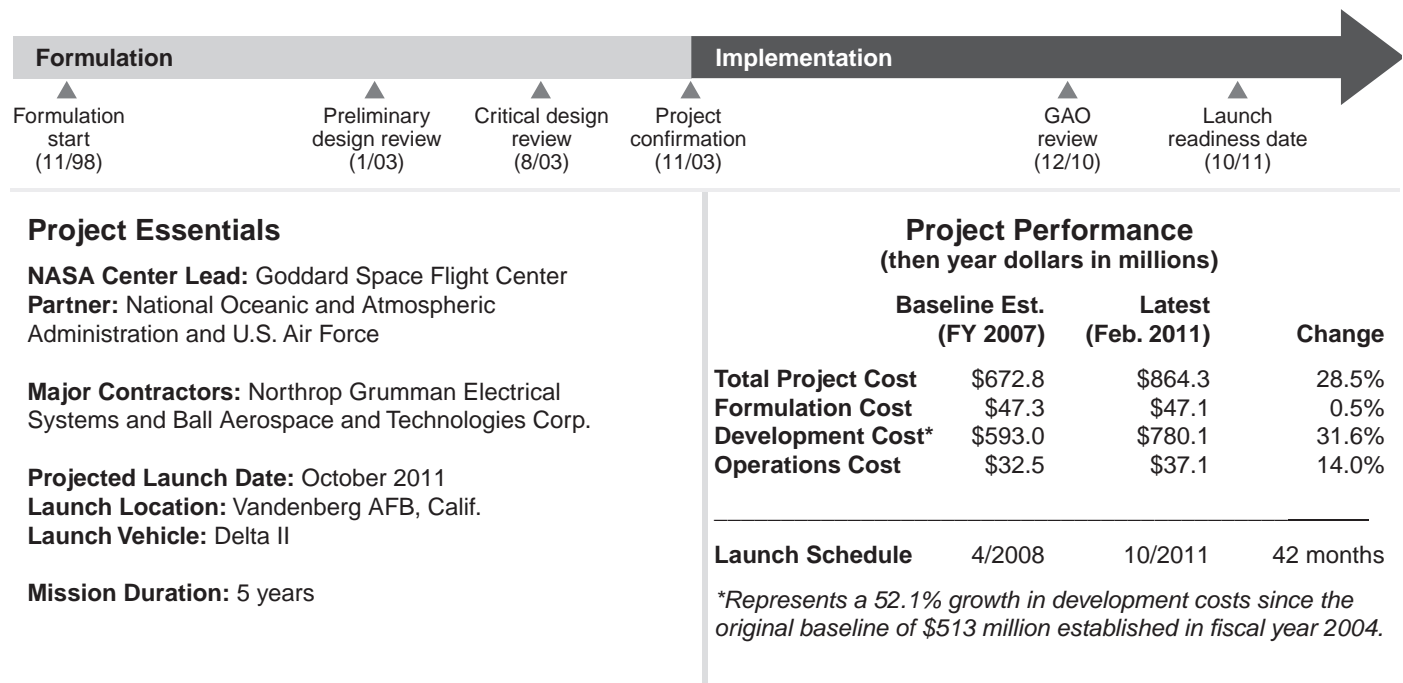 Formulation
Implementation
Formulation
start
(11/98)
Preliminary
design review
(1/03)
Critical design
review
(8/03)
Project
confirmation
(11/03)
GAO
review
(12/10)
Launch
readiness date
(10/11)
Project Essentials
NASA Center Lead: Goddard Space Flight Center
Partner: National Oceanic and Atmospheric
Administration and U.S. Air Force
Major Contractors: Northrop Grumman Electrical
Systems and Ball Aerospace and Technologies Corp.
Projected Launch Date: October 2011
Launch Location: Vandenberg AFB, Calif.
Launch Vehicle: Delta II
Mission Duration: 5 years
Project Performance
(then year dollars in millions)
Baseline Est. Latest
(FY 2007) (Feb. 2011) Change
Total Project Cost $672.8 $864.3 28.5%
Formulation Cost $47.3 $47.1 0.5%
Development Cost* $593.0 $780.1 31.6%
Operations Cost $32.5 $37.1 14.0%
Launch Schedule 4/2008 10/2011 42 months
*Represents a 52.1% growth in development costs since the
original baseline of $513 million established in fiscal year 2004.